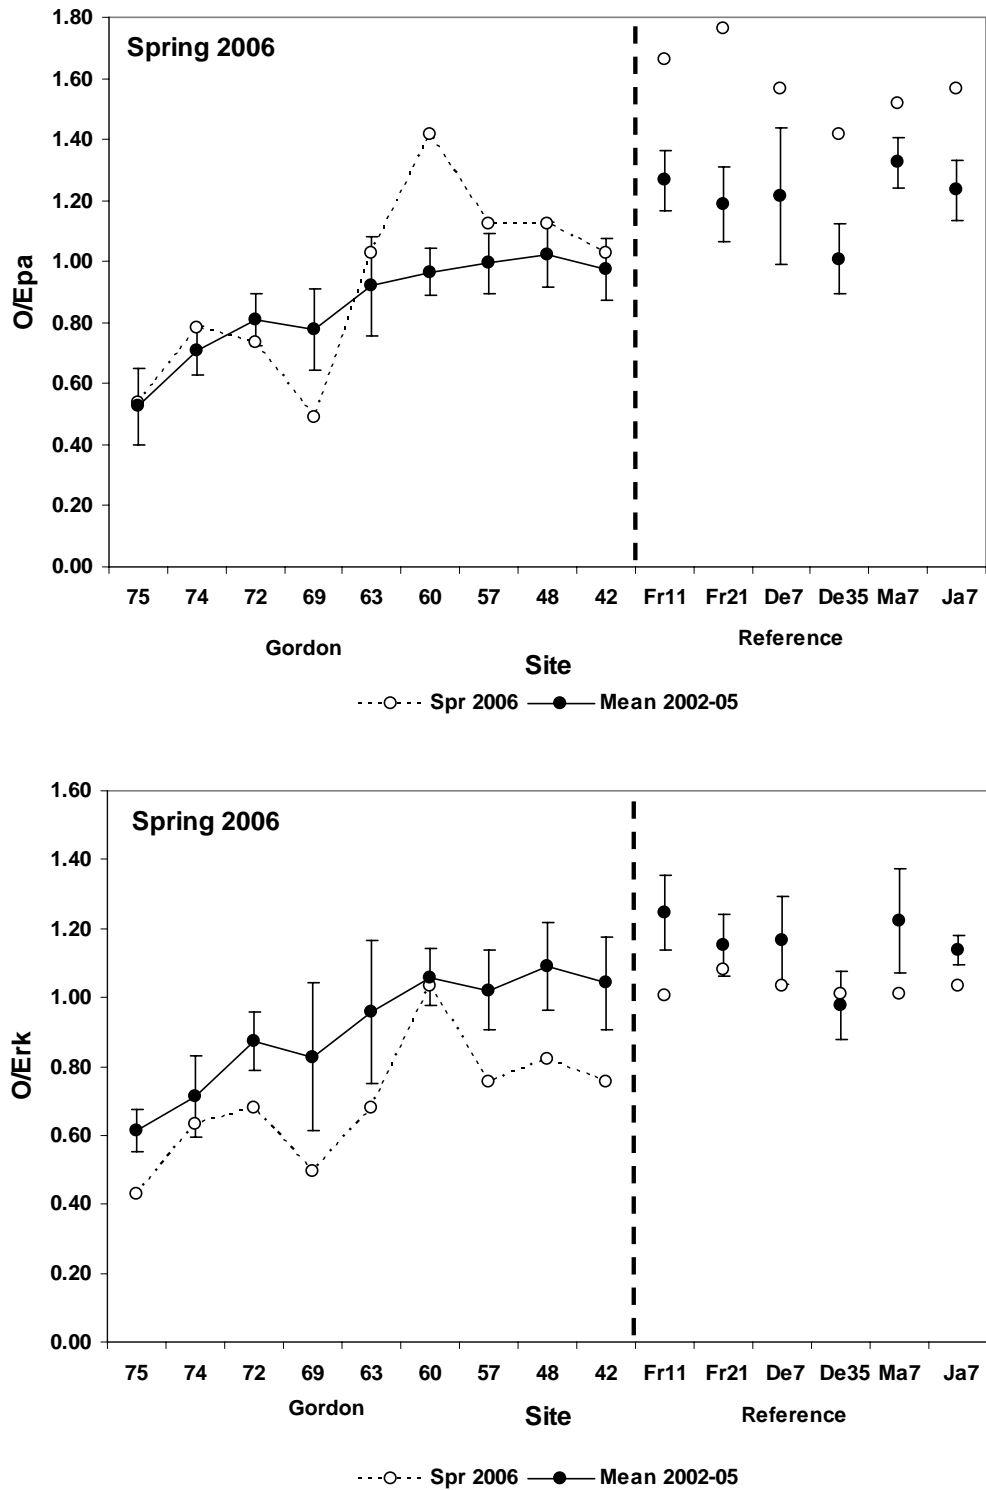 Spring 2006
1.80
1.60
1.40
1.20
1.00
0.80
0.60
0.40
0.20
0.00
O/Epa
75 74 72 69 63 60 57 48 42 Fr11 Fr21 De7 De35 Ma7 Ja7
Gordon Reference
Site
Spr 2006 Mean 2002-05
Spring 2006
1.60
1.40
1.20
1.00
0.80
0.60
0.40
0.20
0.00
O/Erk
75 74 72 69 63 60 57 48 42 Fr11 Fr21 De7 De35 Ma7 Ja7
Gordon Site Reference
Spr 2006 Mean 2002-05